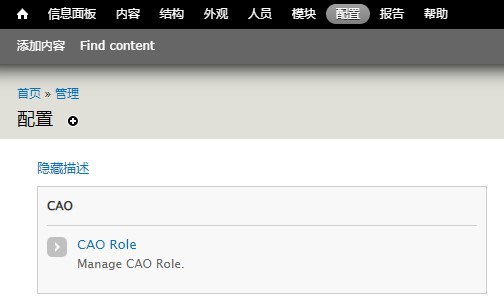 信息面板 内容 结构 外观 人员 模块 配置 报告 帮助
添加内容 Find content
首页 » 管理
配置
隐藏描述
CAO
CAO Role
Manage CAO Role.